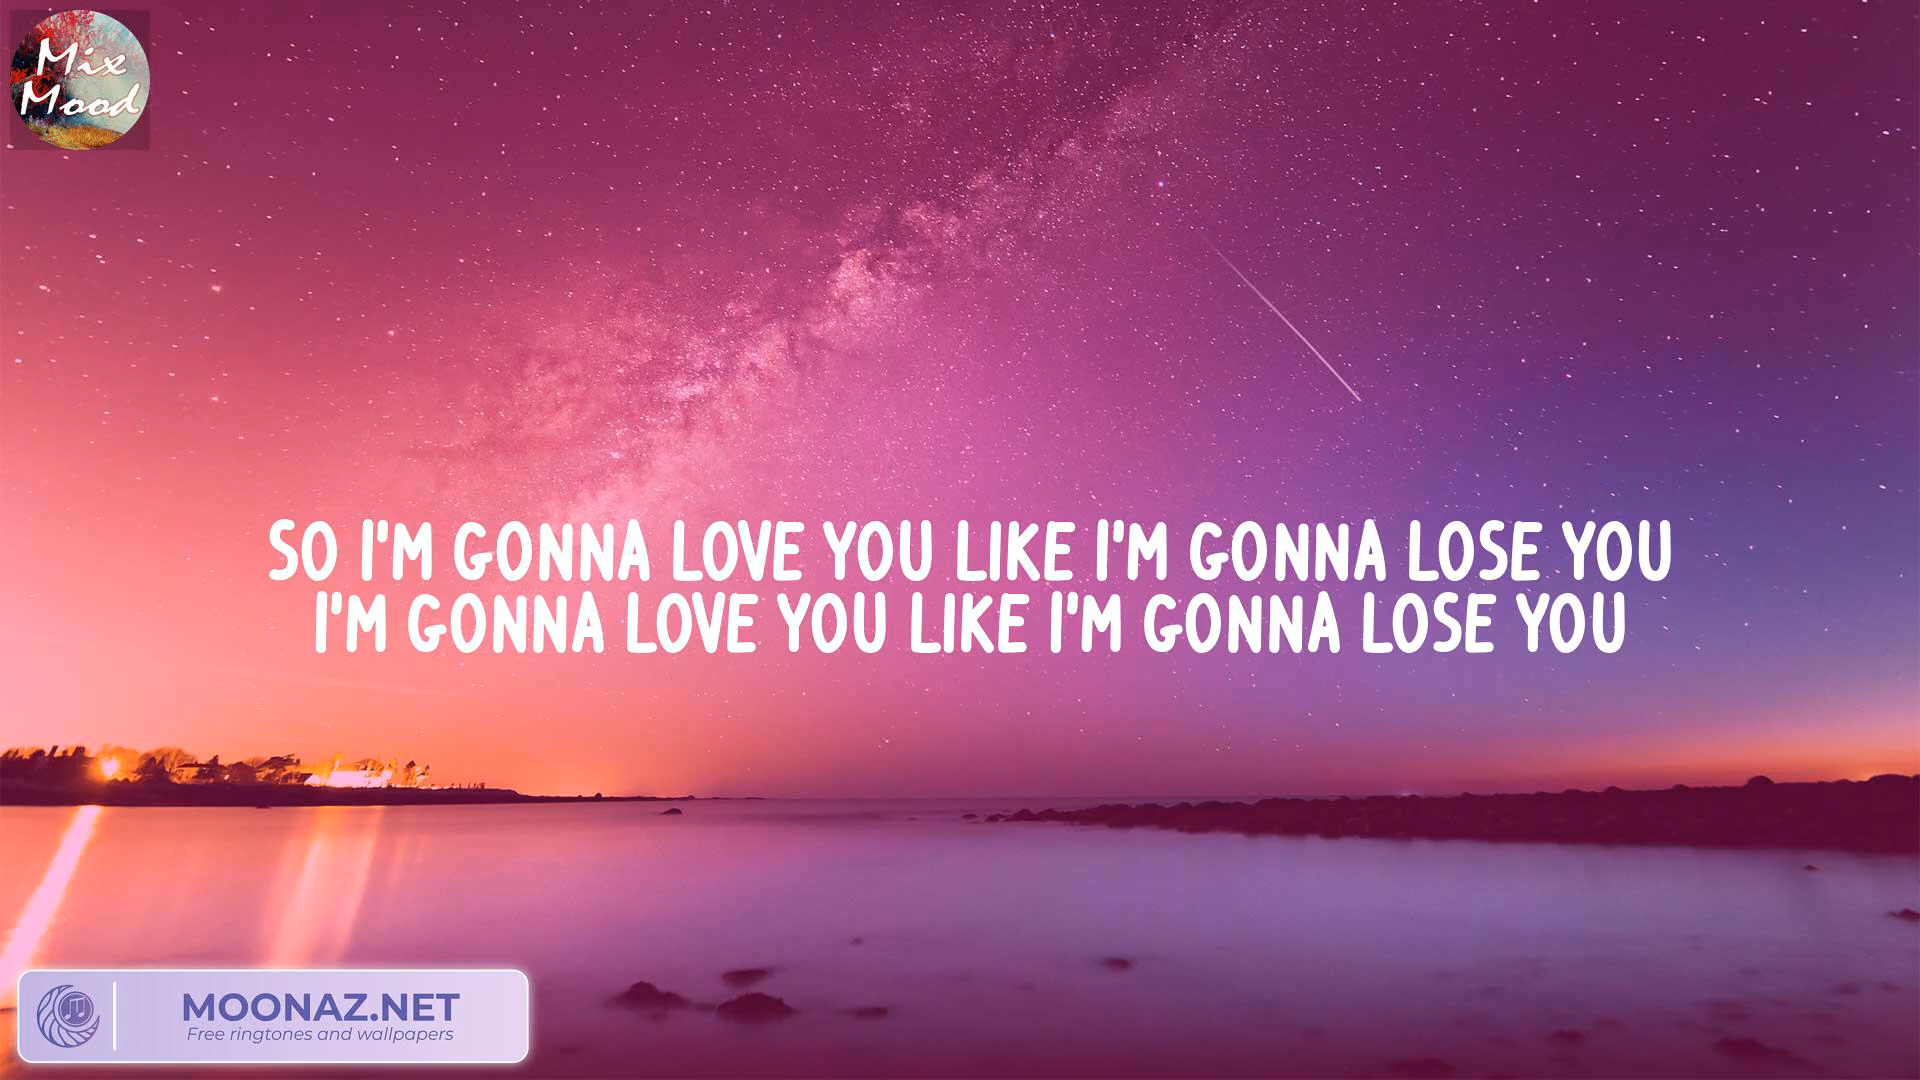 Mix
Mood
SO I'M GONNA LOVE YOU LIKE I'M GONNA LOSE YOU
I'M GONNA LOVE YOU LIKE I'M GONNA LOSE YOU
MOONAZ.NET
Free ringtones and wallpapers